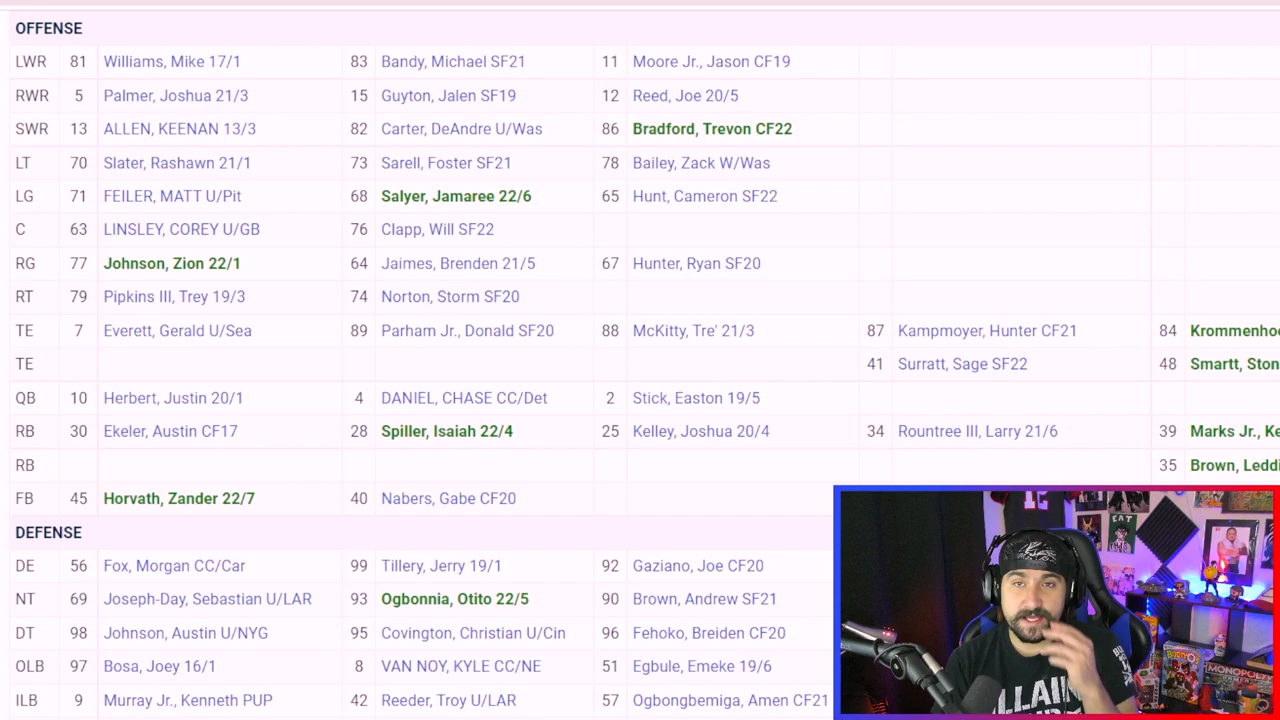 OFFENSE
LWR 81 Williams, Mike 17/1 83 Bandy, Michael SF21 11 Moore Jr., Jason CF19
RWR 5 Palmer, Joshua 21/3 15 Guyton, Jalen SF19 12 Reed, Joe 20/5
SWR 13 ALLEN, KEENAN 13/3 82 Carter, DeAndre U/Was 86 Bradford, Trevon CF22
LT 70 Slater, Rashawn 21/1 73 Sarell, Foster SF21 78 Bailey, Zack W/Was
LG 71 FEILER, MATT U/Pit 68 Salyer, Jamaree 22/6 65 Hunt, Cameron SF22
C 63 LINSLEY, COREY U/GB 76 Clapp, Will SF22
RG 77 Johnson, Zion 22/1 64 Jaimes, Brenden 21/5 67 Hunter, Ryan SF20
RT 79 Pipkins III, Trey 19/3 74 Norton, Storm SF20
TE 7 Everett, Gerald U/Sea 89 Parham Jr., Donald SF20 88 McKitty, Tre' 21/3 87 Kampmoyer, Hunter CF21 84 Krommenho
TE 41 Surratt, Sage SF22 48 Smartt, Ston
QB 10 Herbert, Justin 20/1 4 DANIEL, CHASE CC/Det 2 Stick, Easton 19/5
RB 30 Ekeler, Austin CF17 28 Spiller, Isaiah 22/4 25 Kelley, Joshua 20/4 34 Rountree III, Larry 21/6 39 Marks Jr., Ke
RB 35 Brown, Leddi
FB 45 Horvath, Zander 22/7 40 Nabers, Gabe CF20
DEFENSE
DE 56 Fox, Morgan CC/Car 99 Tillery, Jerry 19/1 92 Gaziano, Joe CF20
NT 69 Joseph-Day, Sebastian U/LAR 93 Ogbonnia, Otito 22/5 90 Brown, Andrew SF21
DT 98 Johnson, Austin U/NYG 95 Covington, Christian U/Cin 96 Fehoko, Breiden CF20
OLB 97 Bosa, Joey 16/1 8 VAN NOY, KYLE CC/NE 51 Egbule, Emeke 19/6
ILB 9 Murray Jr., Kenneth PUP 42 Reeder, Troy U/LAR 57 Ogbongbemiga, Amen CF21
EAT
MONOPOLY